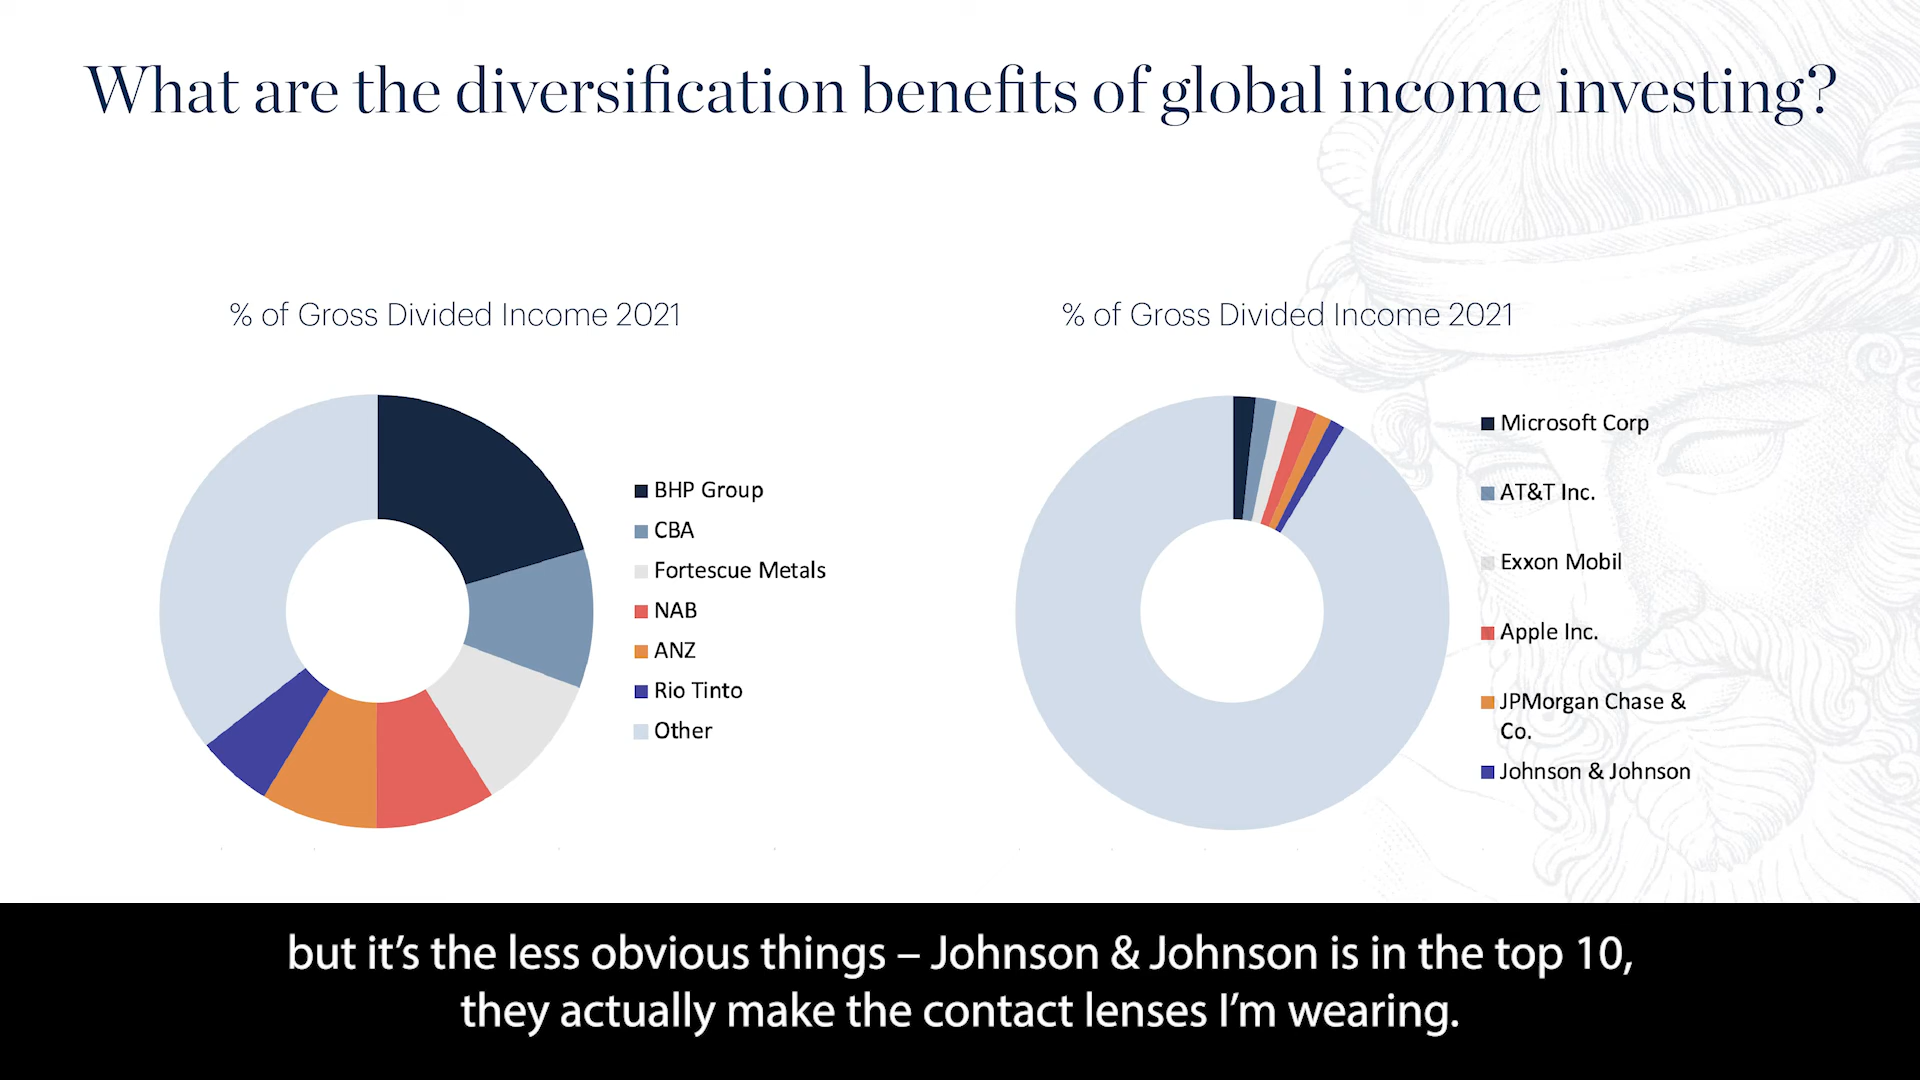 What are the diversification benefits of global income investing?
% of Gross Divided Income 2021
BHP Group
CBA
Fortescue Metals
NAB
ANZ
Rio Tinto
Other
% of Gross Divided Income 2021
Microsoft Corp
AT&T Inc.
Exxon Mobil
Apple Inc.
JPMorgan Chase &
Co.
Johnson & Johnson
but it’s the less obvious things – Johnson & Johnson is in the top 10,
they actually make the contact lenses I’m wearing.